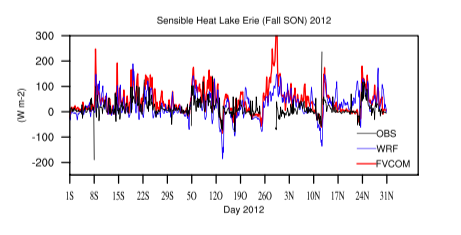 Sensible Heat Lake Erie (Fall SON) 2012
300
200
100
0
-100
-200
(W m-2)
OBS
WRF
FVCOM
1S 8S 15S 22S 29S 5O 12O 19O 26O 3N 10N 17N 24N 31N
Day 2012